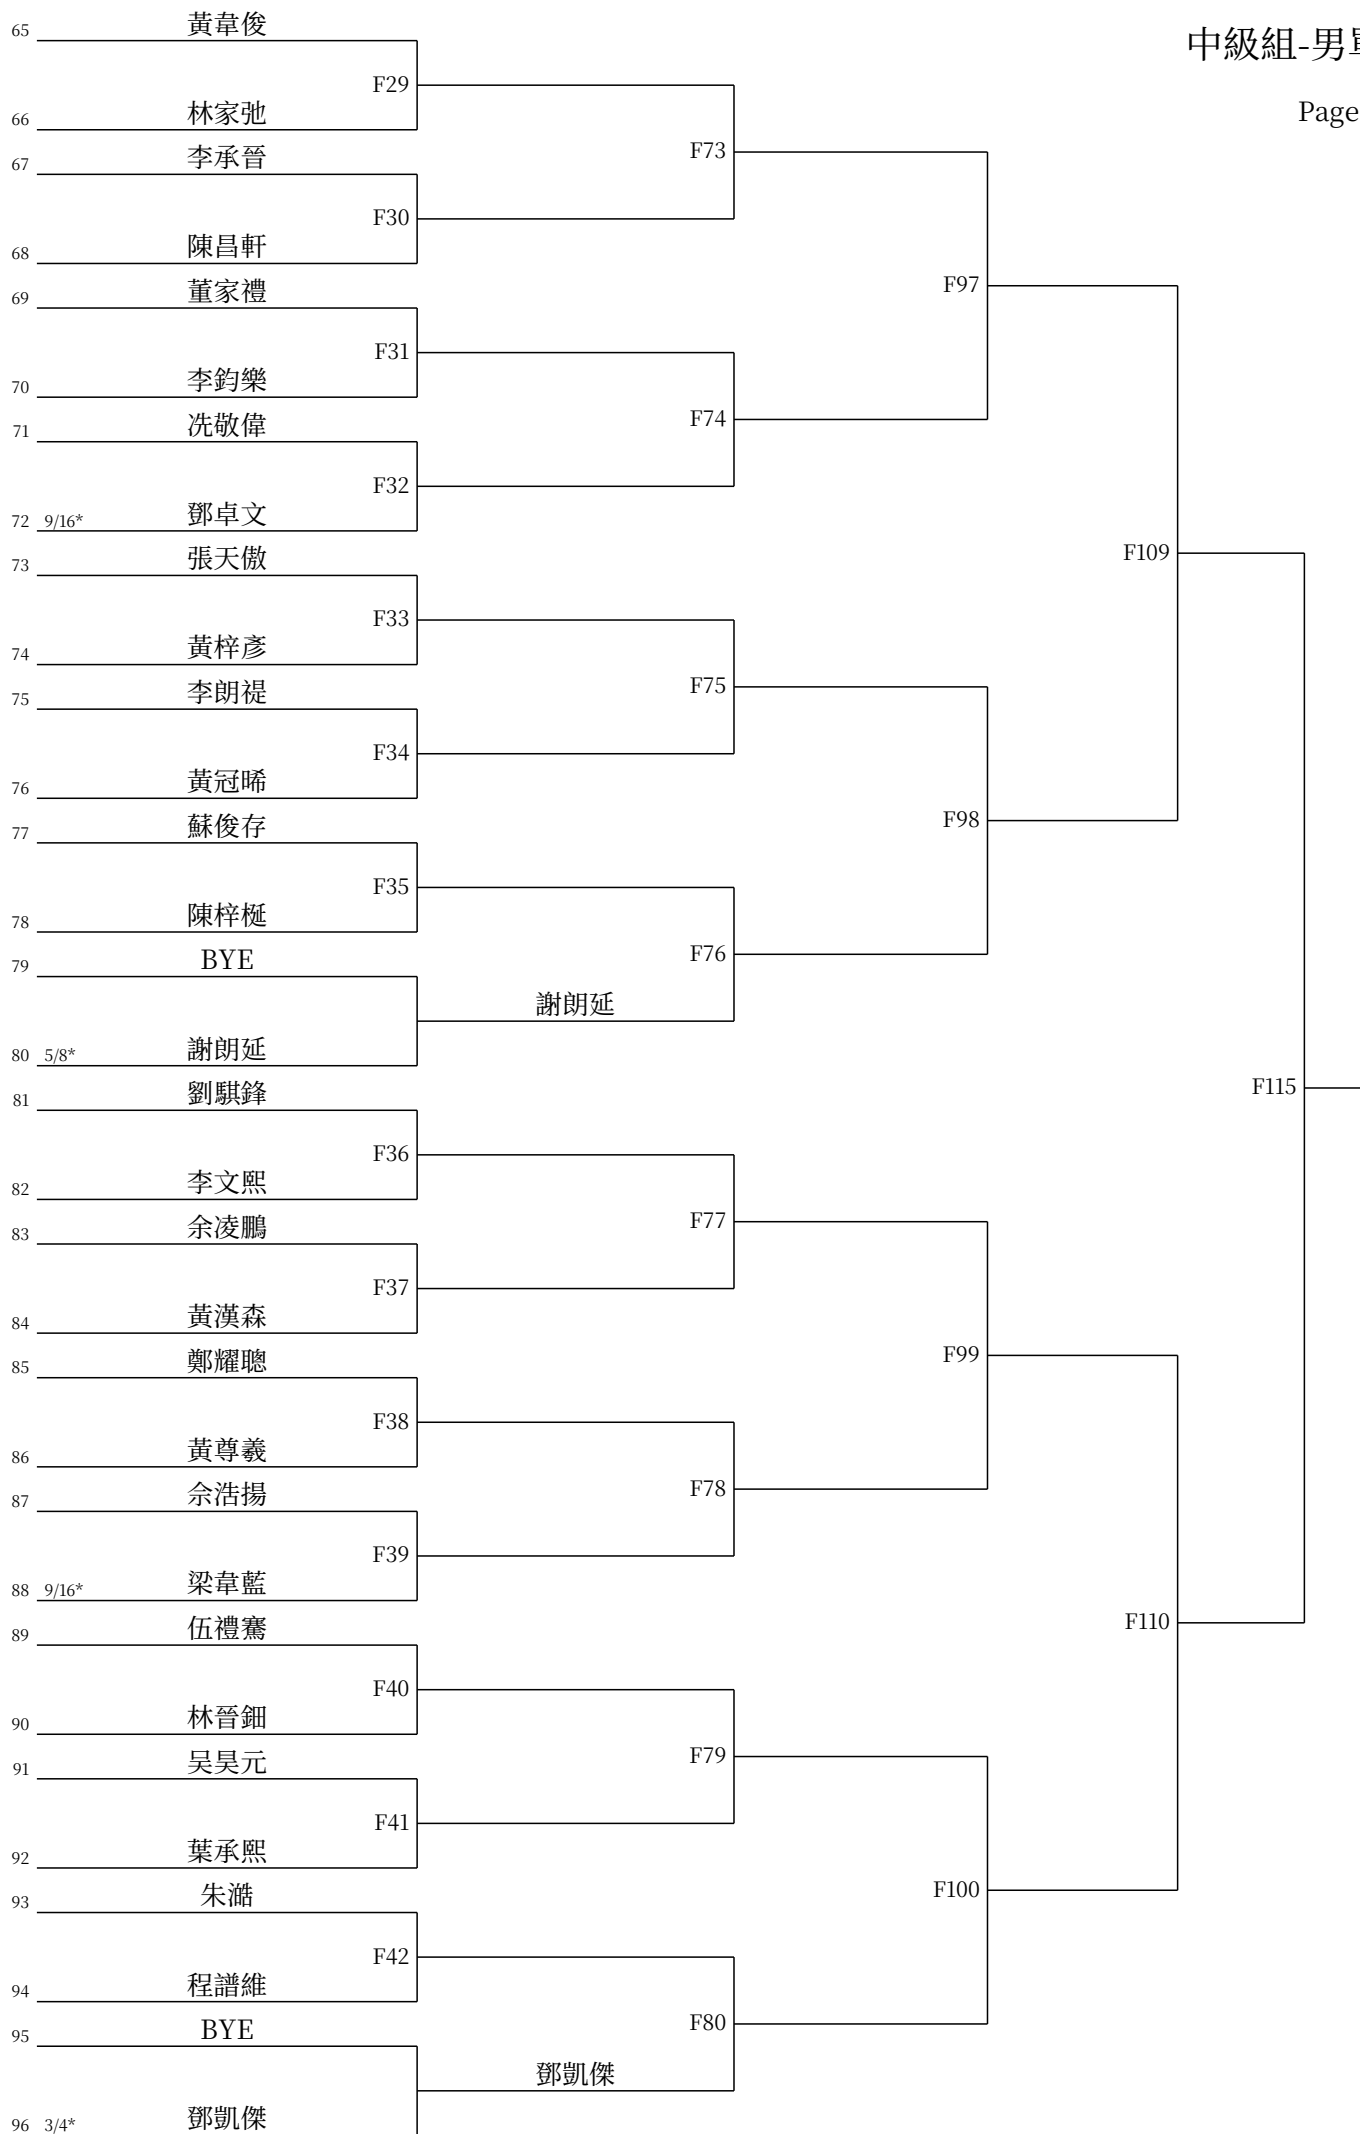 65 黃韋俊
中級組-男單
F29
Page
66 林家弛
67 李承晉
F73
F30
68 陳昌軒
69 董家禮
F97
F31
70 李鈞樂
71 冼敬偉
F74
F32
72 9/16* 鄧卓文
73 張天傲
F109
F33
74 黃梓彥
75 李朗禔
F75
F34
76 黃冠晞
77 蘇俊存
F98
F35
78 陳梓梴
79 BYE
F76
謝朗延
80 5/8* 謝朗延
81 劉騏鋒
F115
F36
82 李文熙
83 余凌鵬
F77
F37
84 黃漢森
85 鄭耀聰
F99
F38
86 黃尊羲
87 佘浩揚
F78
F39
88 9/16* 梁韋藍
89 伍禮騫
F110
F40
90 林晉鈿
91 吴昊元
F79
F41
92 葉承熙
93 朱澔
F100
F42
94 程譜維
95 BYE
F80
鄧凱傑
96 3/4* 鄧凱傑